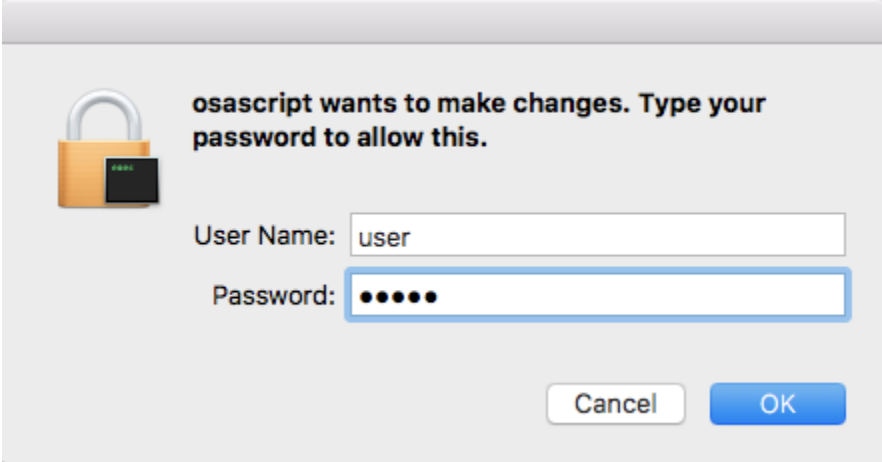 osascript wants to make changes. Type your
password to allow this.
User Name: user
Password: •••••
Cancel OK